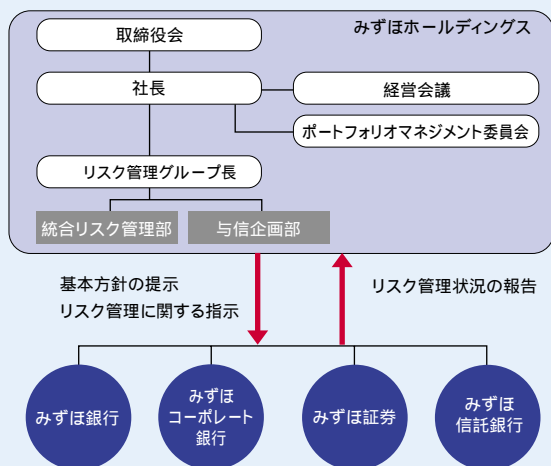 みずほホールディングス
取締役会
社長
経営会議
ポートフォリオマネジメント委員会
リスク管理グループ長
統合リスク管理部
与信企画部
基本方針の提示
リスク管理に関する指示
リスク管理状況の報告
みずほ銀行
みずほ
コーポレート
銀行
みずほ証券
みずほ
信託銀行